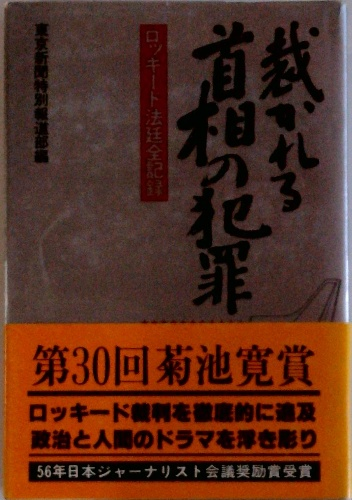 裁かれる
首相の犯罪
ロッキード法廷全記録
東京新聞特別報道部編
第30回菊池寛賞
ロッキード裁判を徹底的に追及
政治と人間のドラマを浮き彫り
56年日本ジャーナリスト会議奨励賞受賞